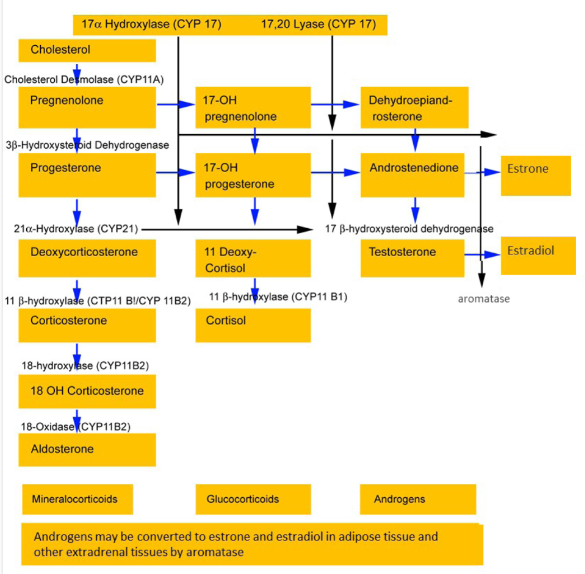 17α Hydroxylase (CYP 17) 17,20 Lyase (CYP 17)
Cholesterol
Cholesterol Desmolase (CYP11A)
Pregnenolone
17-OH
pregnenolone
Dehydroepiand-
rosterone
3β-Hydroxysteroid Dehydrogenase
Progesterone
17-OH
progesterone
Androstenedione
Estrone
21α-Hydroxylase (CYP21)
17 β-hydroxysteroid dehydrogenase
Deoxycorticosterone
11 Deoxy-
Cortisol
Testosterone
Estradiol
11 β-hydroxylase (CTP11 B!/CYP 11B2)
11 β-hydroxylase (CYP11 B1)
aromatase
Corticosterone
Cortisol
18-hydroxylase (CYP11B2)
18 OH Corticosterone
18-Oxidase (CYP11B2)
Aldosterone
Mineralocorticoids
Glucocorticoids
Androgens
Androgens may be converted to estrone and estradiol in adipose tissue and
other extradrenal tissues by aromatase